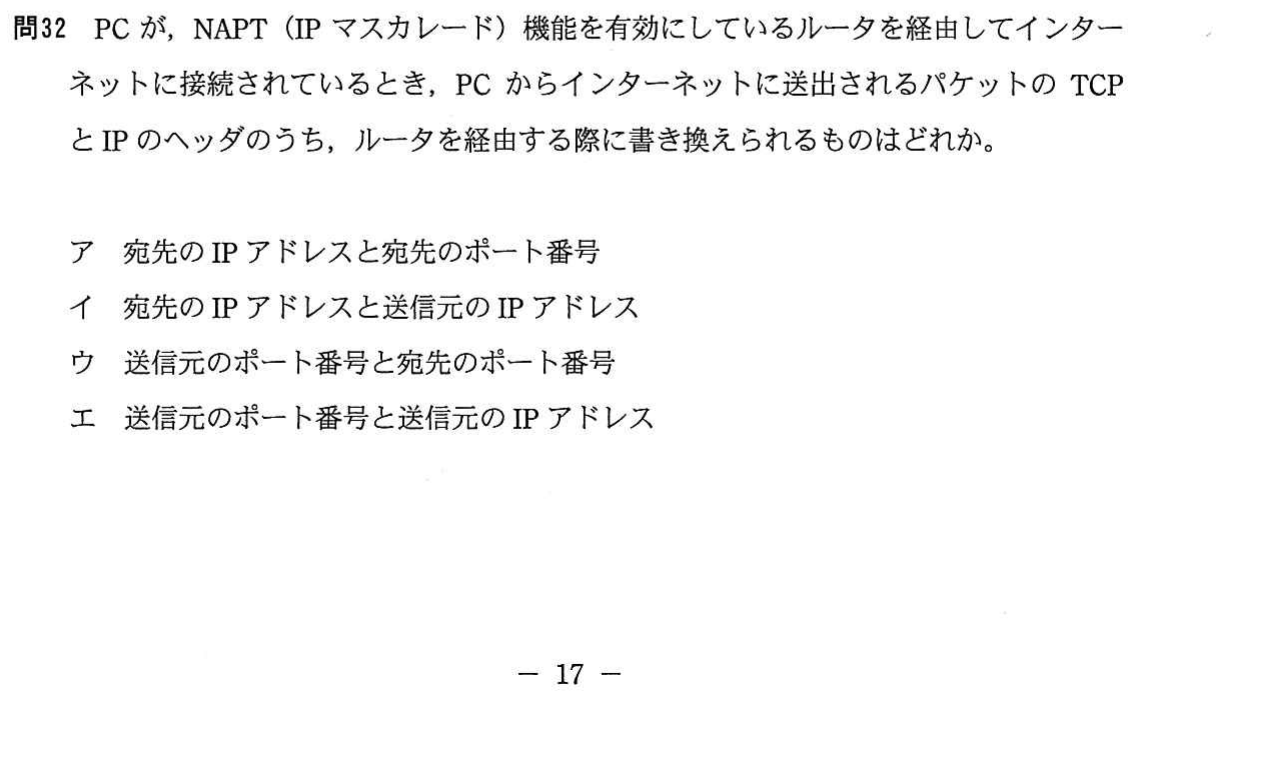 問32　PC が，NAPT（IP マスカレード）機能を有効にしているルータを経由してインター
ネットに接続されているとき，PC からインターネットに送出されるパケットの TCP
と IP のヘッダのうち，ルータを経由する際に書き換えられるものはどれか。
ア　宛先の IP アドレスと宛先のポート番号
イ　宛先の IP アドレスと送信元の IP アドレス
ウ　送信元のポート番号と宛先のポート番号
エ　送信元のポート番号と送信元の IP アドレス
－ 17 －